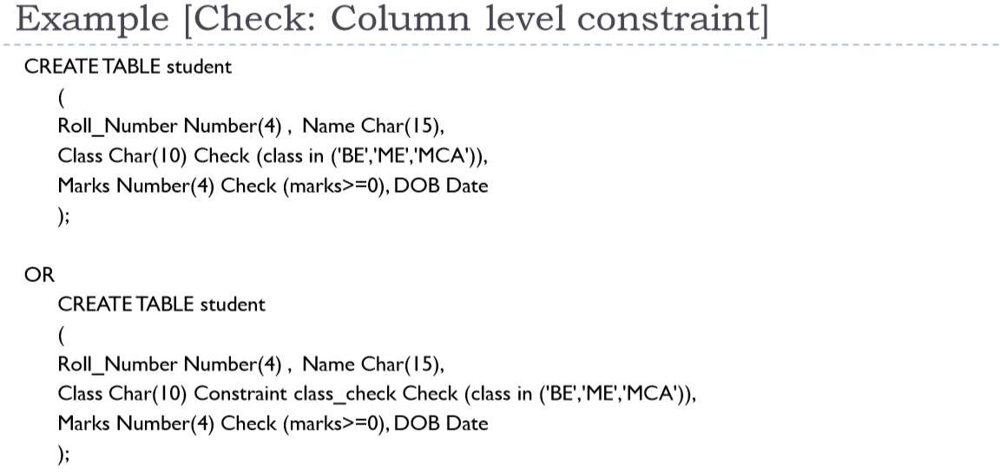 Example [Check: Column level constraint]
CREATE TABLE student
(
Roll_Number Number(4) , Name Char(15),
Class Char(10) Check (class in ('BE','ME','MCA')),
Marks Number(4) Check (marks>=0), DOB Date
);
OR
CREATE TABLE student
(
Roll_Number Number(4) , Name Char(15),
Class Char(10) Constraint class_check Check (class in ('BE','ME','MCA')),
Marks Number(4) Check (marks>=0), DOB Date
);